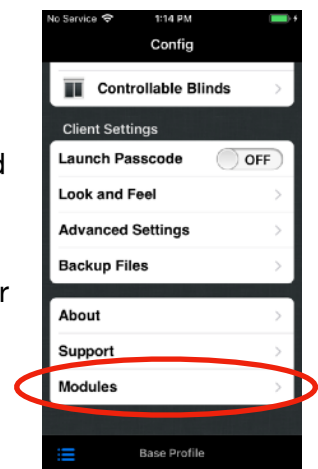 No Service 1:14 PM
Config
Controllable Blinds
Client Settings
Launch Passcode OFF
d
Look and Feel
Advanced Settings
Backup Files
r
About
Support
Modules
Base Profile